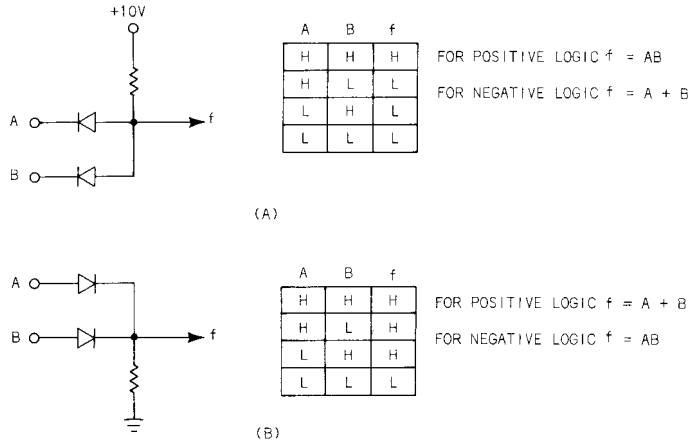 +10V
A
B
f
A B f
H H H
H L L
L H L
L L L
FOR POSITIVE LOGIC f = AB
FOR NEGATIVE LOGIC f = A + B
(A)
A
B
f
A B f
H H H
H L H
L H H
L L L
FOR POSITIVE LOGIC f = A + B
FOR NEGATIVE LOGIC f = AB
(B)